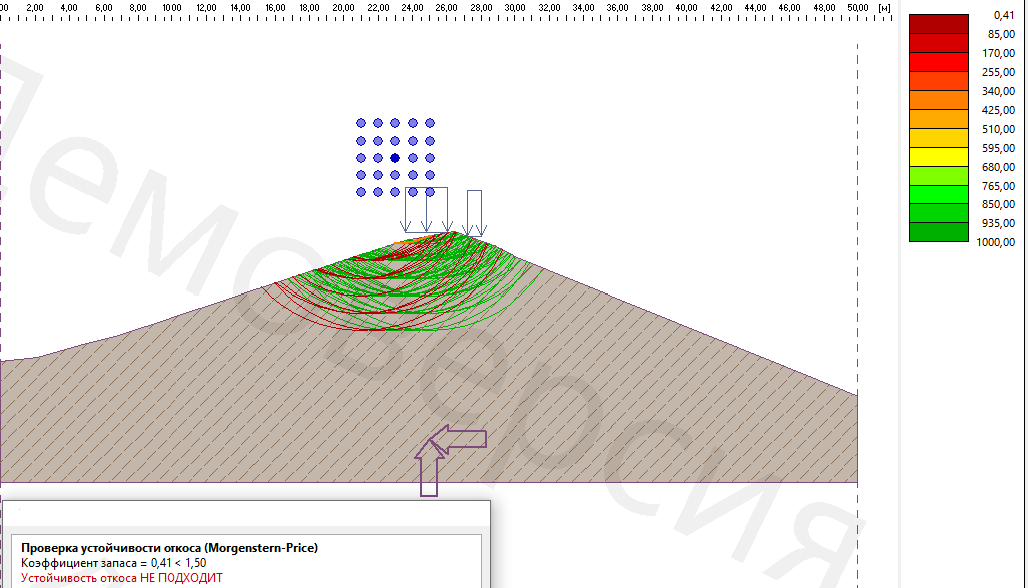 00 2,00 4,00 6,00 8,00 10,00 12,00 14,00 16,00 18,00 20,00 22,00 24,00 26,00 28,00 30,00 32,00 34,00 36,00 38,00 40,00 42,00 44,00 46,00 48,00 50,00 [м]
0,41
85,00
170,00
255,00
340,00
425,00
510,00
595,00
680,00
765,00
850,00
935,00
1000,00
Демоверсия
Проверка устойчивости откоса (Morgenstern-Price)
Коэффициент запаса = 0,41 < 1,50
Устойчивость откоса НЕ ПОДХОДИТ